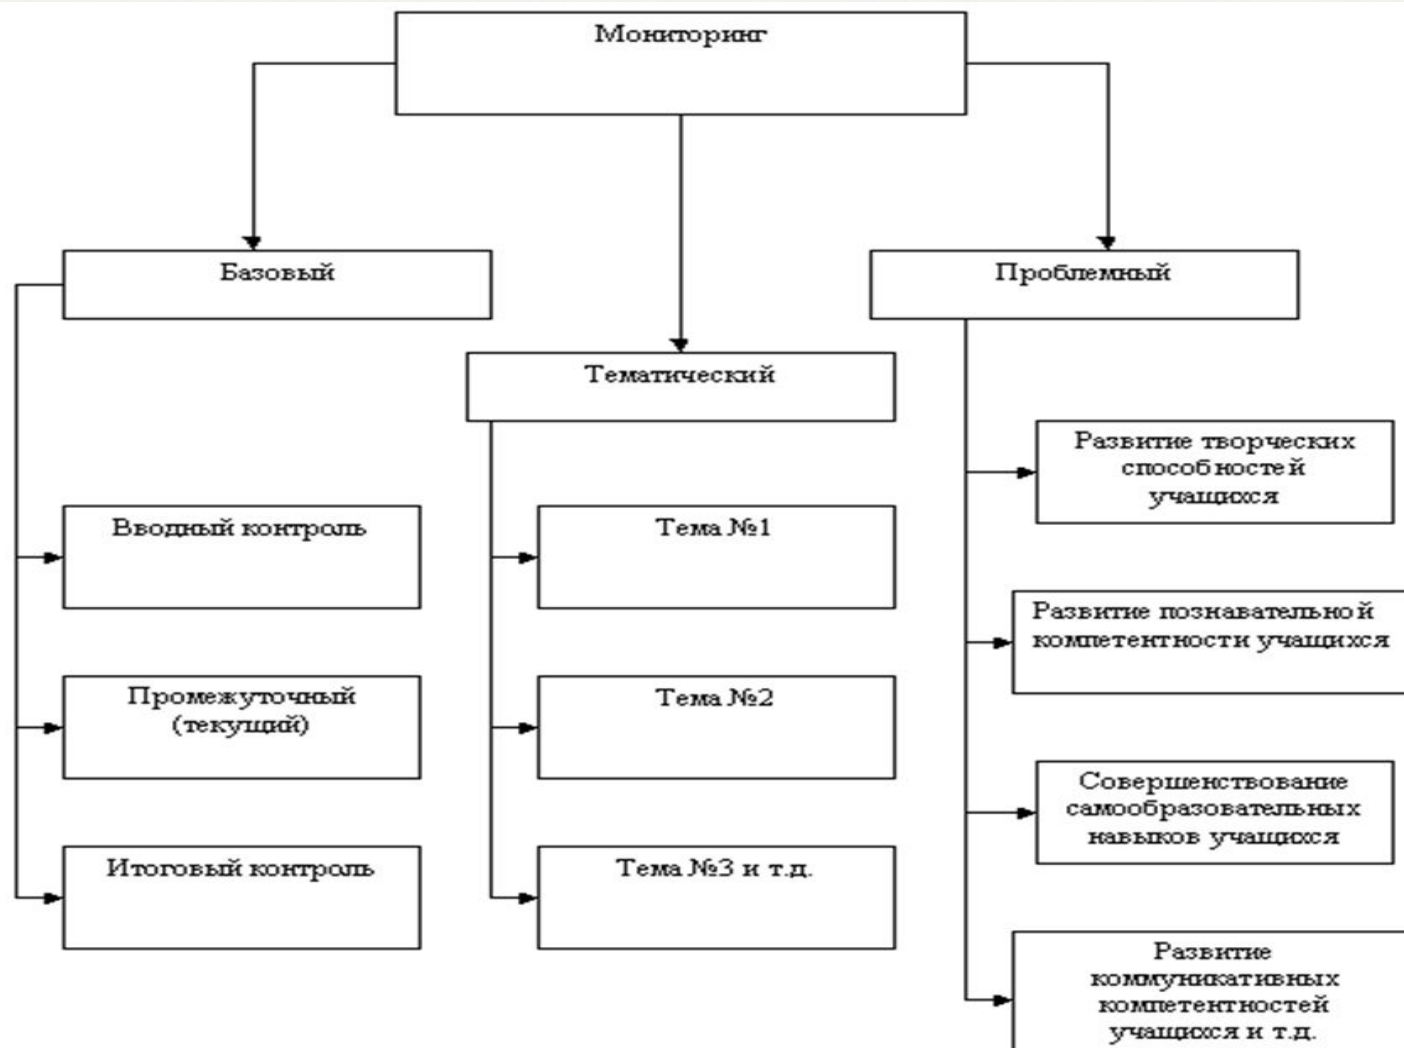 Мониторинг
Базовый
Проблемный
Тематический
Развитие творческих
способностей
учащихся
Вводный контроль
Тема №1
Развитие познавательной
компетентности учащихся
Промежуточный
(текущий)
Тема №2
Совершенствование
самообразовательных
навыков учащихся
Итоговый контроль
Тема №3 и т.д.
Развитие
коммуникативных
компетентностей
учащихся и т.д.